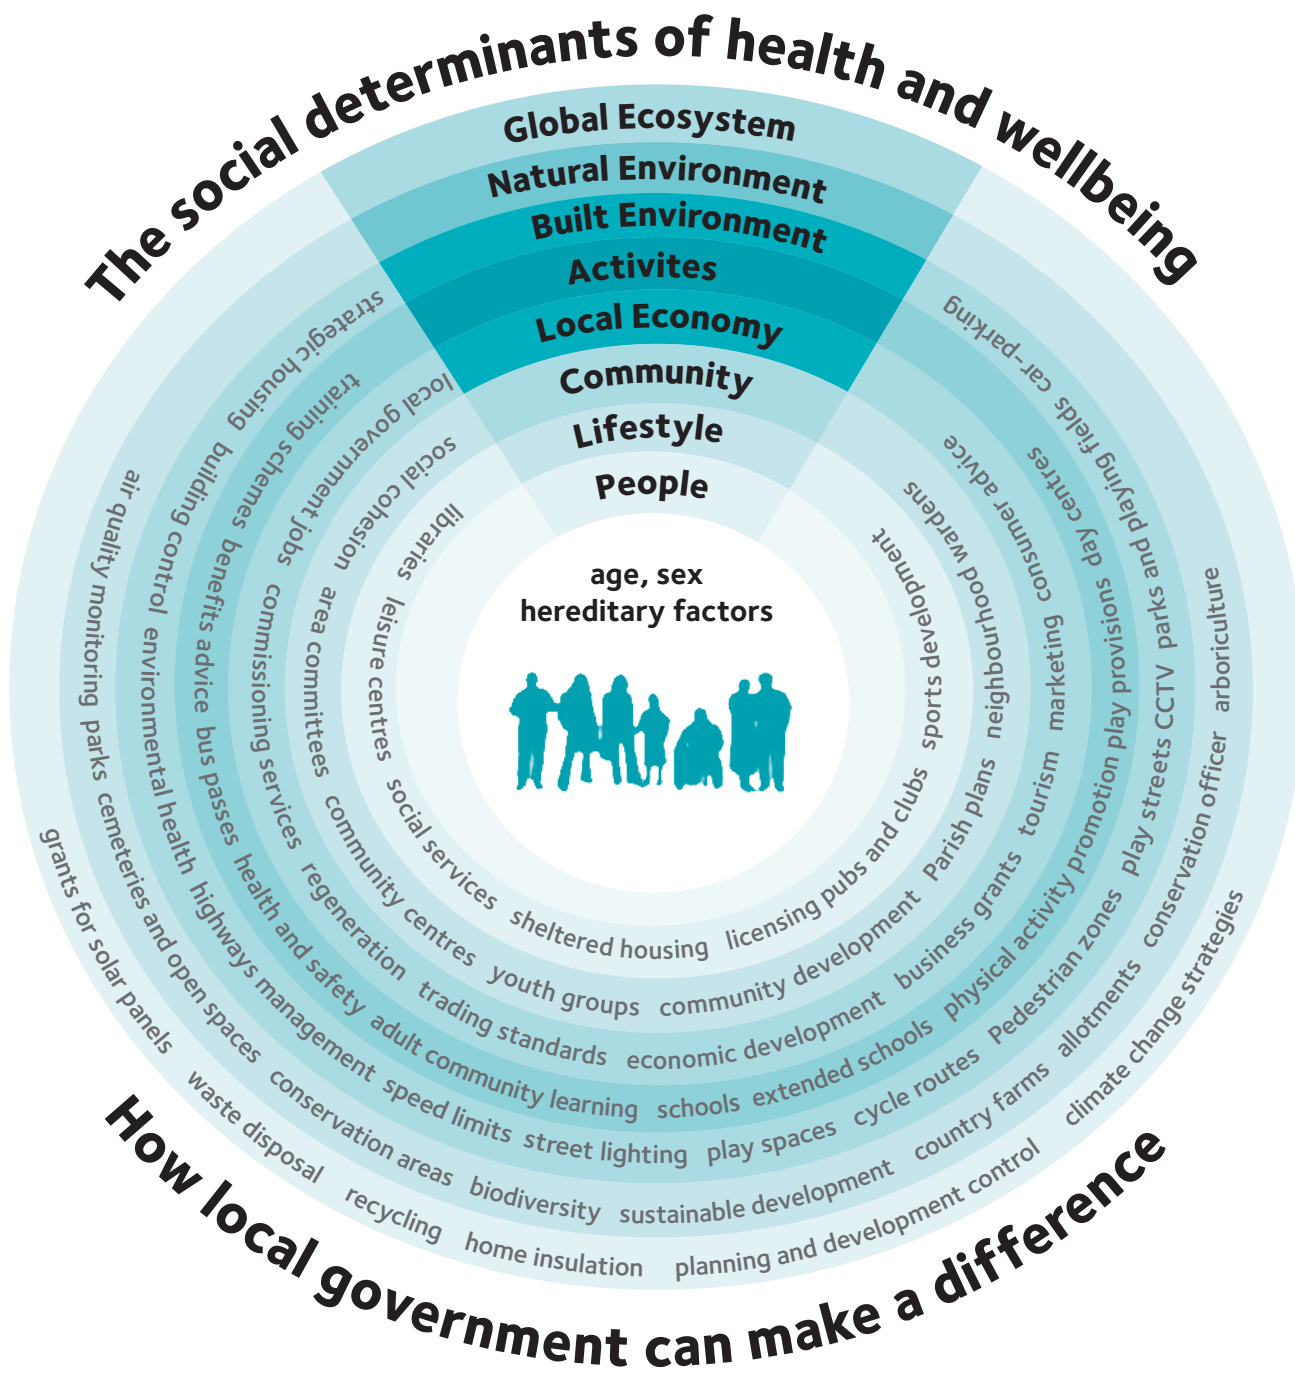 The social determinants of health and wellbeing
Global Ecosystem
Natural Environment
Built Environment
Activites
Local Economy
Community
Lifestyle
People
age, sex
hereditary factors
grants for solar panels waste disposal recycling home insulation planning and development control climate change strategies
air quality monitoring parks cemeteries and open spaces conservation areas biodiversity sustainable development country farms allotments conservation officer arboriculture
strategic housing building control environmental health highways management speed limits street lighting play spaces cycle routes Pedestrian zones play streets CCTV parks and playing fields car-parking
training schemes benefits advice bus passes health and safety adult community learning schools extended schools physical activity promotion play provisions day centres
local government jobs commissioning services regeneration trading standards economic development business grants tourism marketing consumer advice
social cohesion area committees community centres youth groups community development Parish plans neighbourhood wardens
libraries leisure centres social services sheltered housing licensing pubs and clubs sports development
How local government can make a difference